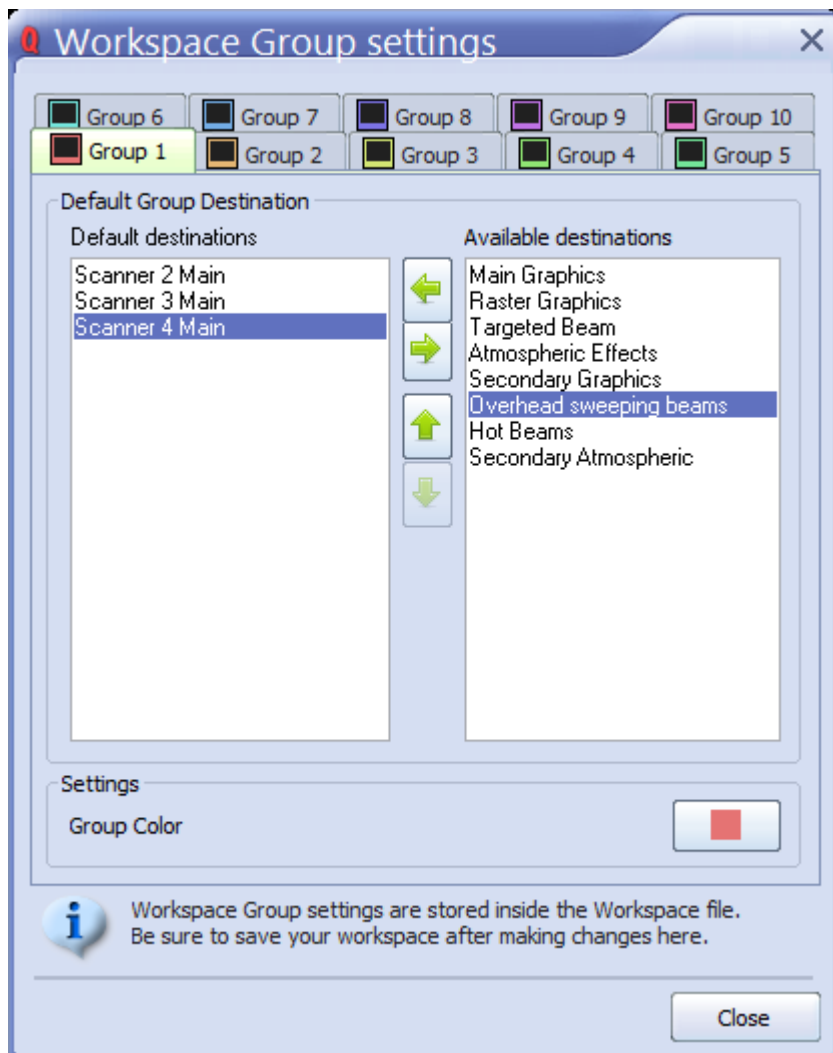 Workspace Group settings
Group 6
Group 7
Group 8
Group 9
Group 10
Group 1
Group 2
Group 3
Group 4
Group 5
Default Group Destination
Default destinations
Available destinations
Scanner 2 Main
Scanner 3 Main
Scanner 4 Main
Main Graphics
Raster Graphics
Targeted Beam
Atmospheric Effects
Secondary Graphics
Overhead sweeping beams
Hot Beams
Secondary Atmospheric
Settings
Group Color
Workspace Group settings are stored inside the Workspace file.
Be sure to save your workspace after making changes here.
Close